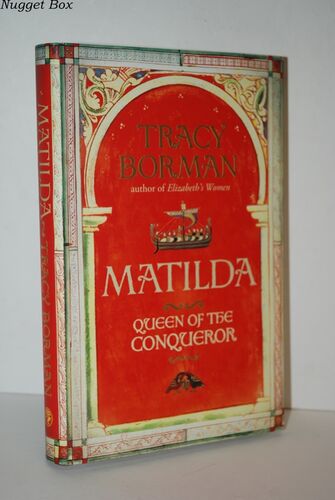 Nugget Box
TRACY
BORMAN
author of Elizabeth's Women
MATILDA
QUEEN OF THE
CONQUEROR
MATILDA TRACY BORMAN